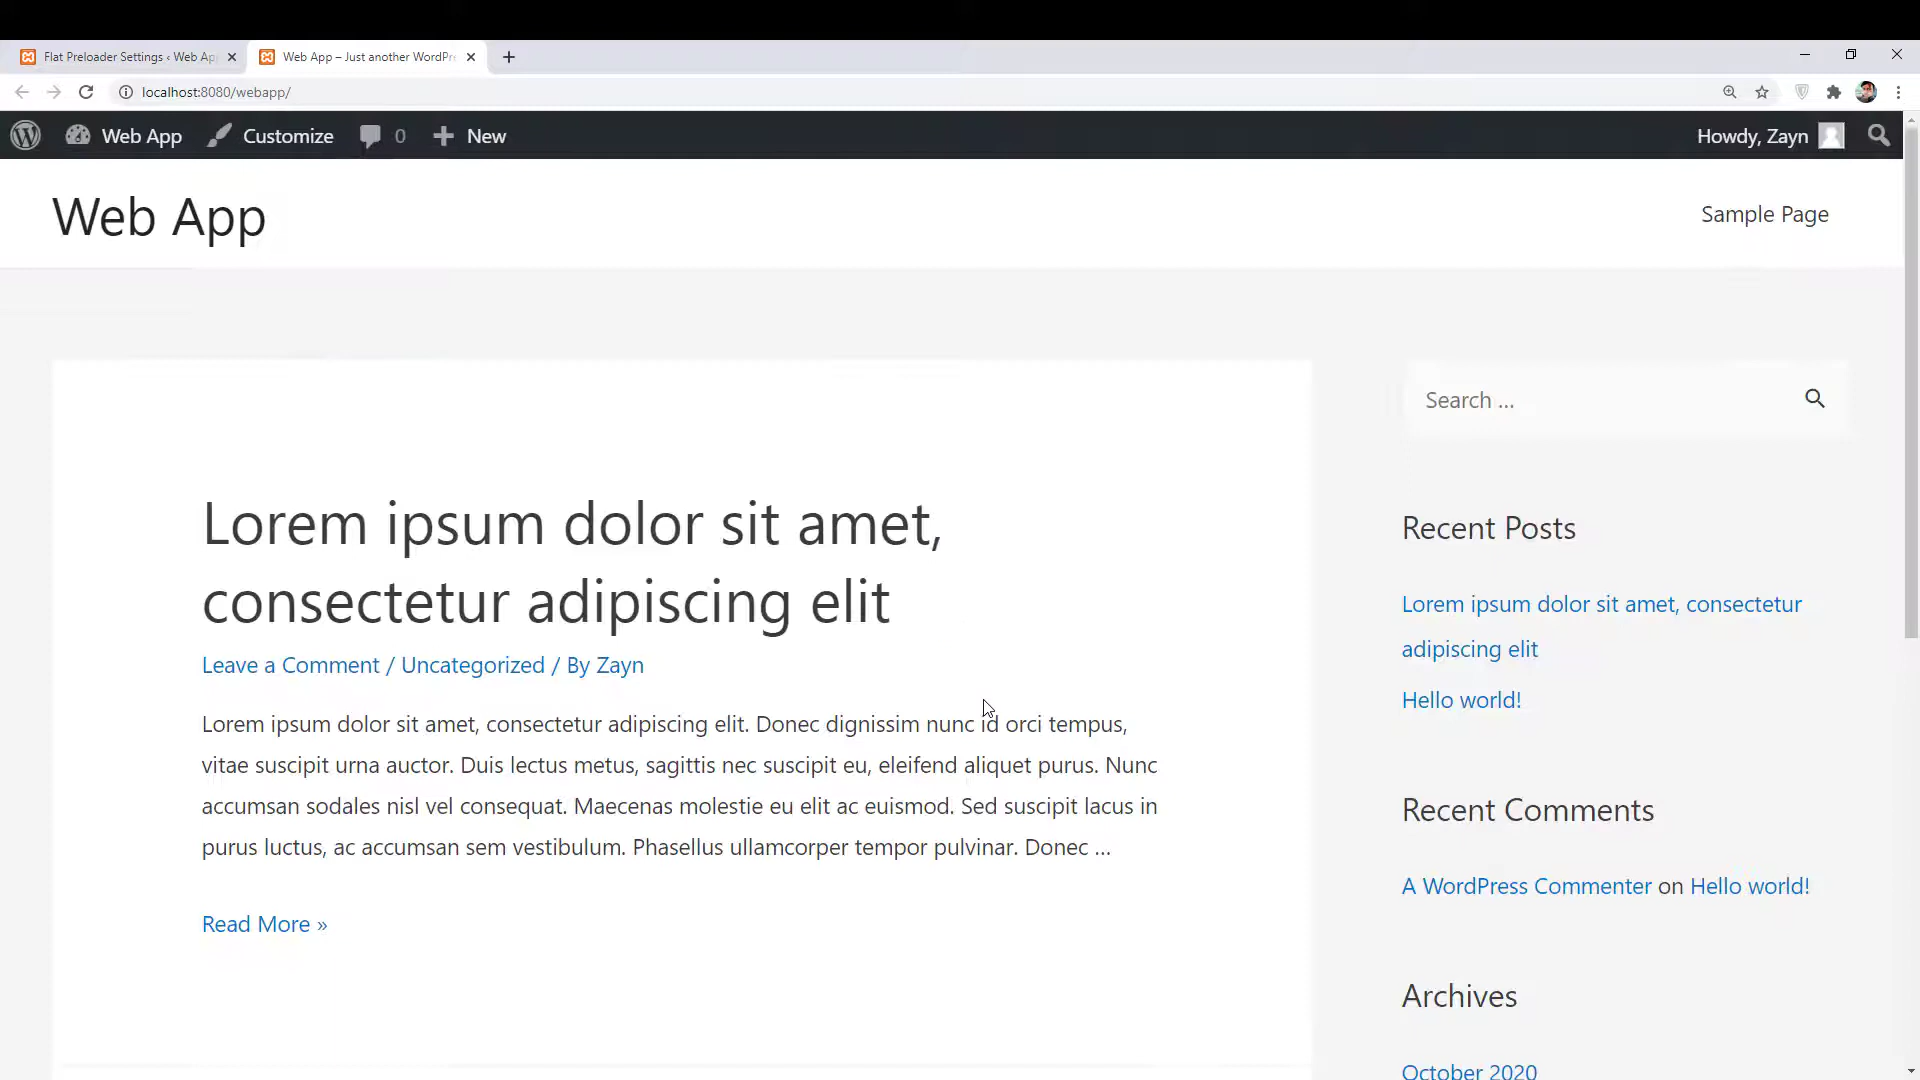 Flat Preloader Settings ‹ Web Ap
Web App – Just another WordPre
localhost:8080/webapp/
Web App
Customize
0
New
Howdy, Zayn
Web App
Sample Page
Search ...
Lorem ipsum dolor sit amet,
consectetur adipiscing elit
Leave a Comment / Uncategorized / By Zayn
Lorem ipsum dolor sit amet, consectetur adipiscing elit. Donec dignissim nunc id orci tempus,
vitae suscipit urna auctor. Duis lectus metus, sagittis nec suscipit eu, eleifend aliquet purus. Nunc
accumsan sodales nisl vel consequat. Maecenas molestie eu elit ac euismod. Sed suscipit lacus in
purus luctus, ac accumsan sem vestibulum. Phasellus ullamcorper tempor pulvinar. Donec ...
Read More »
Recent Posts
Lorem ipsum dolor sit amet, consectetur
adipiscing elit
Hello world!
Recent Comments
A WordPress Commenter on Hello world!
Archives
October 2020